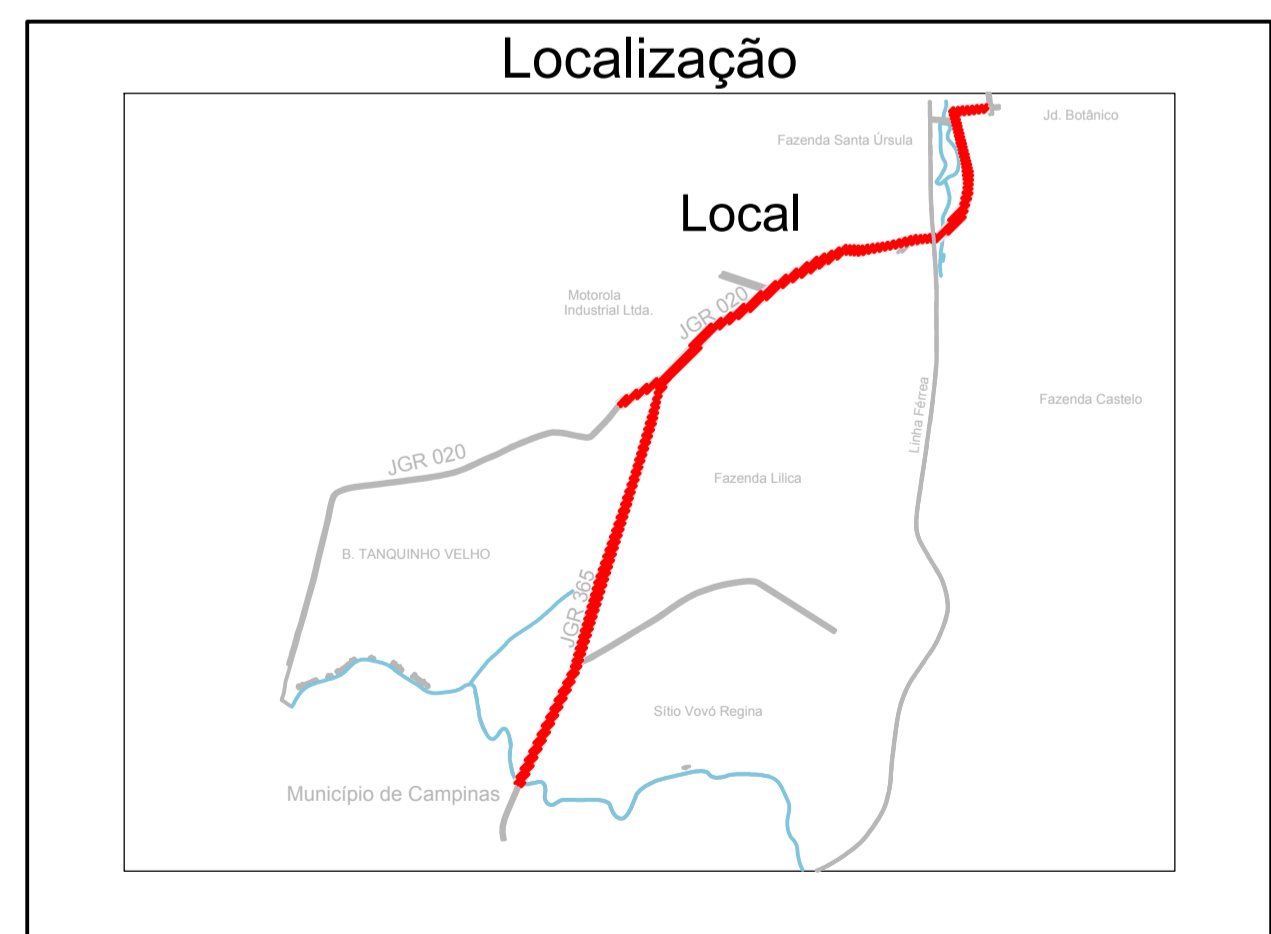 Localização
Jd. Botânico
Fazenda Santa Úrsula
Local
Motorola
Industrial Ltda.
JGR 020
Linha Férrea
Fazenda Castelo
JGR 020
Fazenda Lilica
B. TANQUINHO VELHO
JGR 365
Sítio Vovó Regina
Município de Campinas